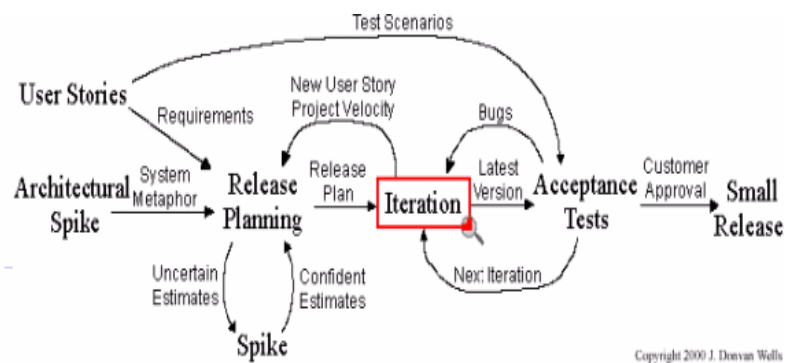 Test Scenarios
User Stories
New User Story
Project Velocity
Bugs
Requirements
Architectural
Spike
System
Metaphor
Release
Planning
Release
Plan
Iteration
Latest
Version
Acceptance
Tests
Customer
Approval
Small
Release
Uncertain
Estimates
Confident
Estimates
Next Iteration
Spike
Copyright 2000 J. Donvan Wells